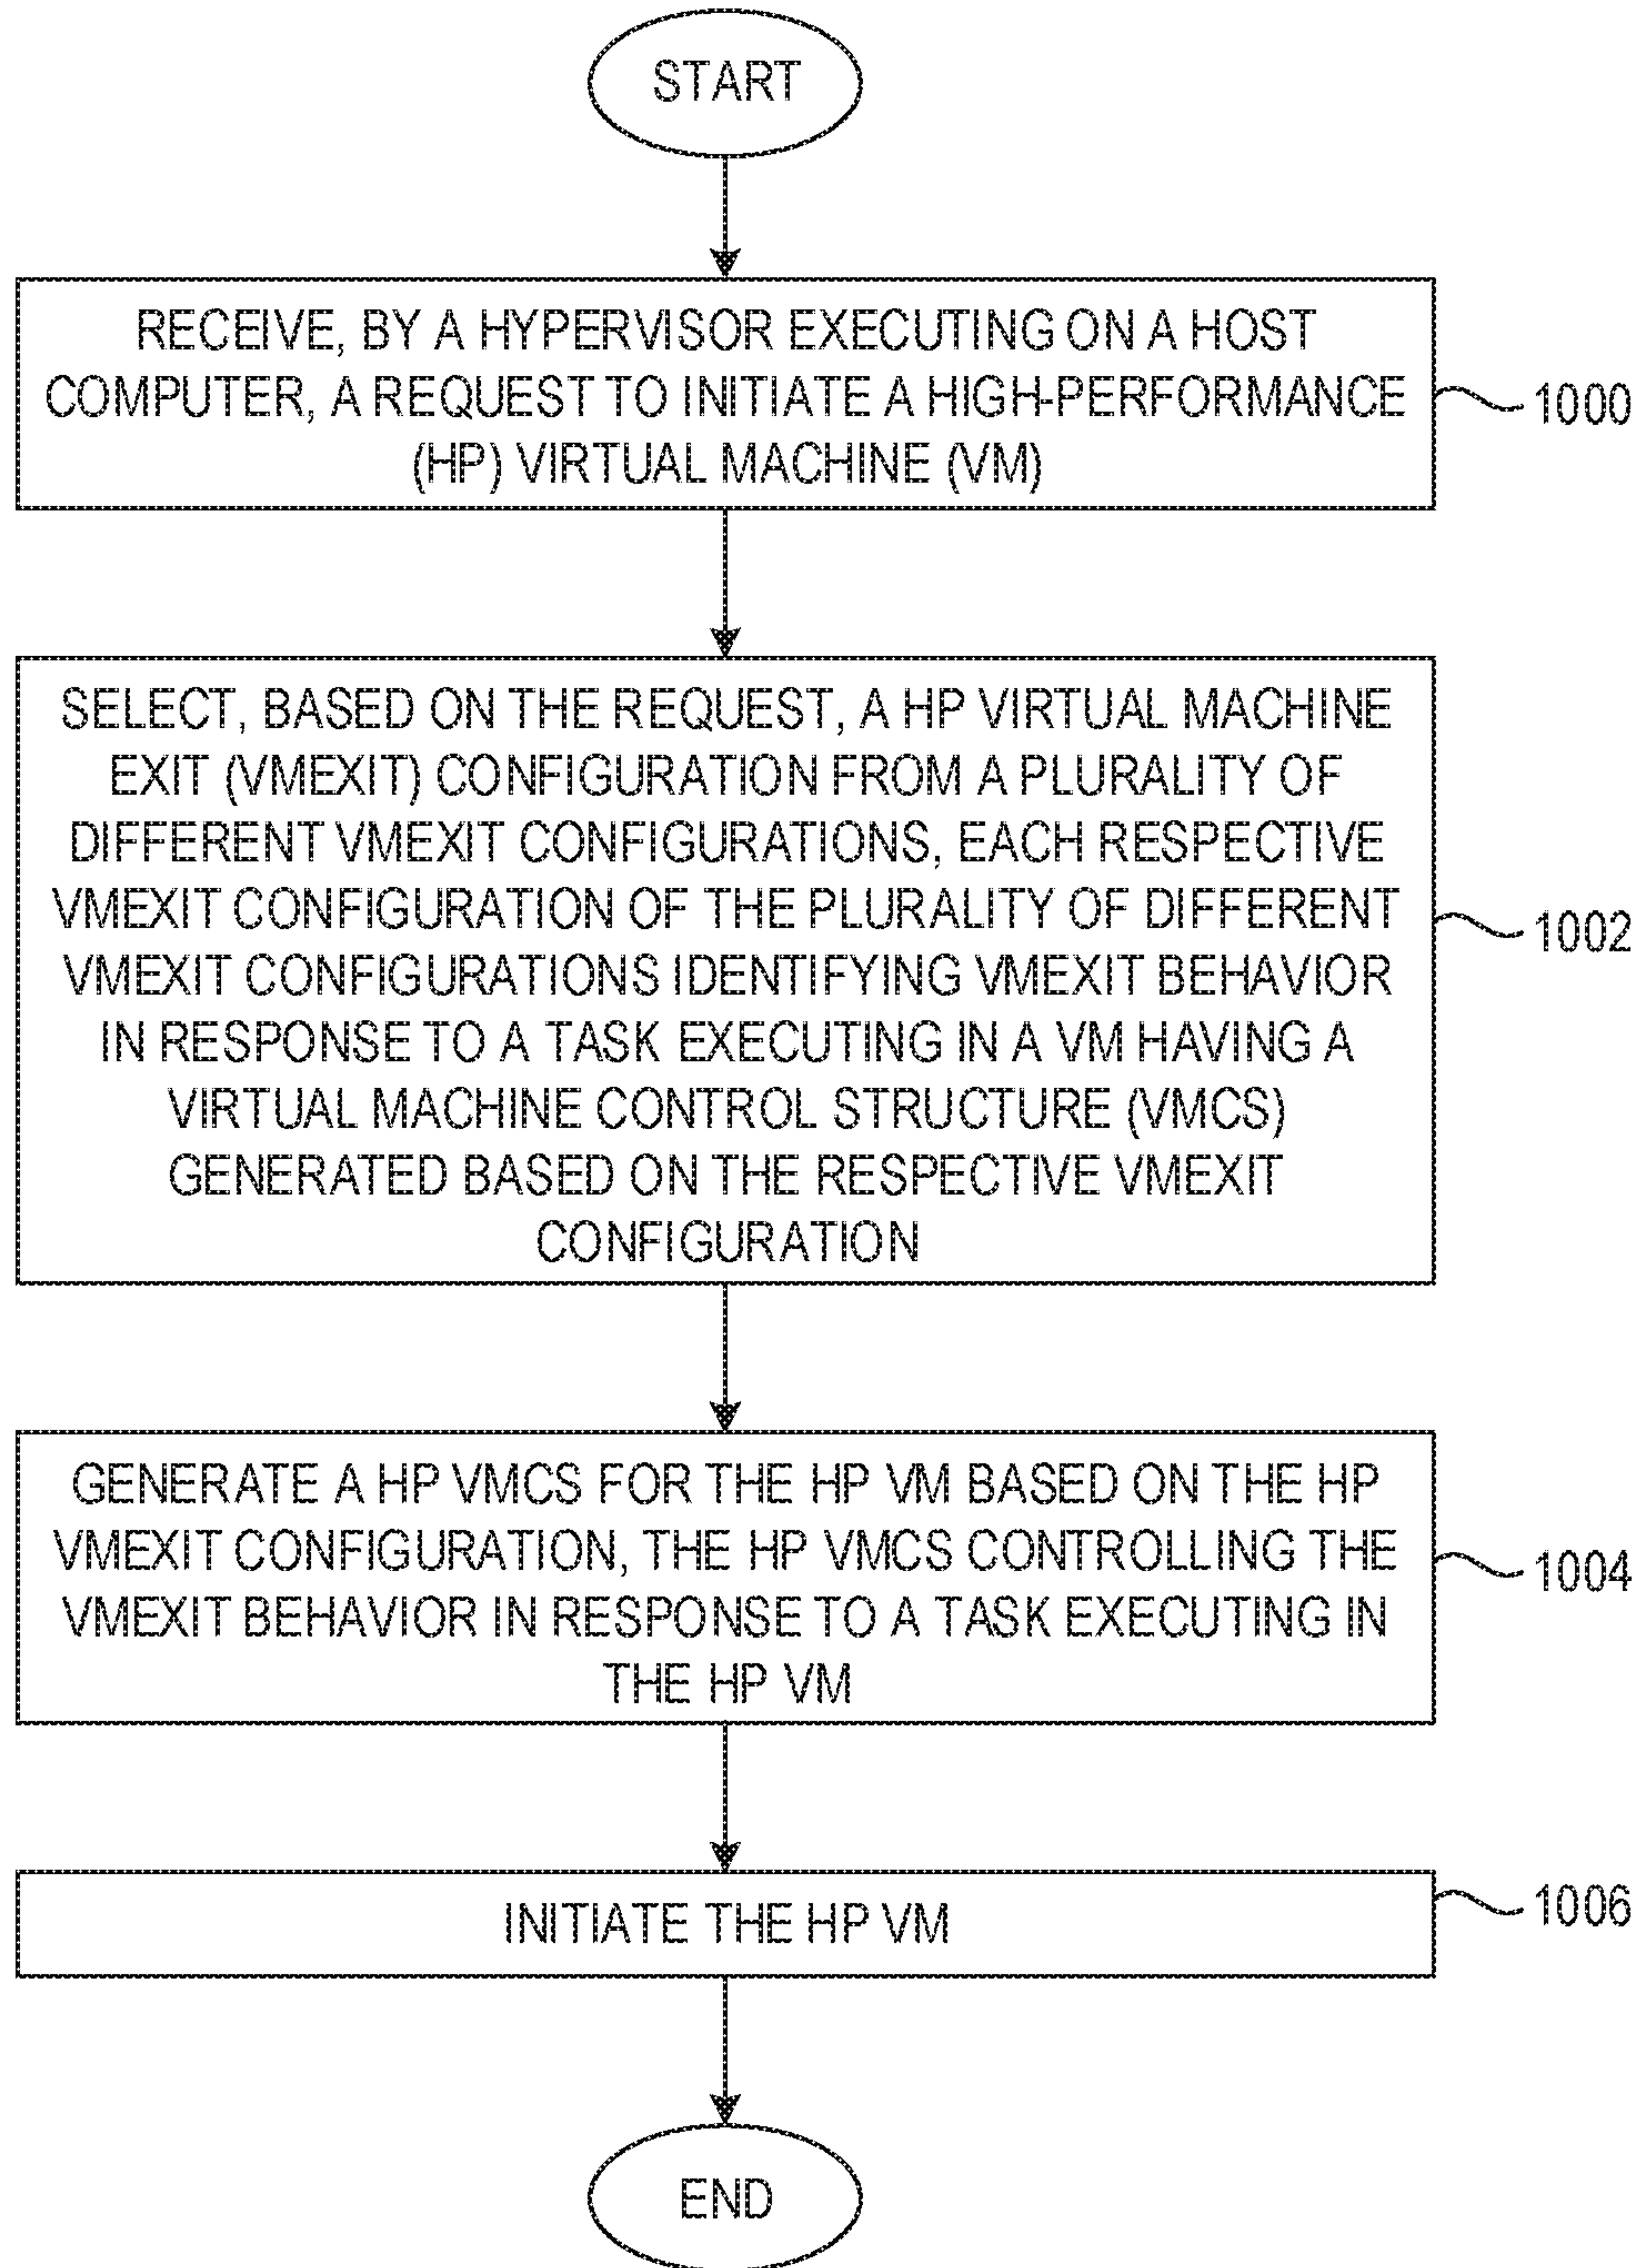 START
RECEIVE, BY A HYPERVISOR EXECUTING ON A HOST
COMPUTER, A REQUEST TO INITIATE A HIGH-PERFORMANCE
(HP) VIRTUAL MACHINE (VM)
1000
SELECT, BASED ON THE REQUEST, A HP VIRTUAL MACHINE
EXIT (VMEXIT) CONFIGURATION FROM A PLURALITY OF
DIFFERENT VMEXIT CONFIGURATIONS, EACH RESPECTIVE
VMEXIT CONFIGURATION OF THE PLURALITY OF DIFFERENT
VMEXIT CONFIGURATIONS IDENTIFYING VMEXIT BEHAVIOR
IN RESPONSE TO A TASK EXECUTING IN A VM HAVING A
VIRTUAL MACHINE CONTROL STRUCTURE (VMCS)
GENERATED BASED ON THE RESPECTIVE VMEXIT
CONFIGURATION
1002
GENERATE A HP VMCS FOR THE HP VM BASED ON THE HP
VMEXIT CONFIGURATION, THE HP VMCS CONTROLLING THE
VMEXIT BEHAVIOR IN RESPONSE TO A TASK EXECUTING IN
THE HP VM
1004
INITIATE THE HP VM
1006
END